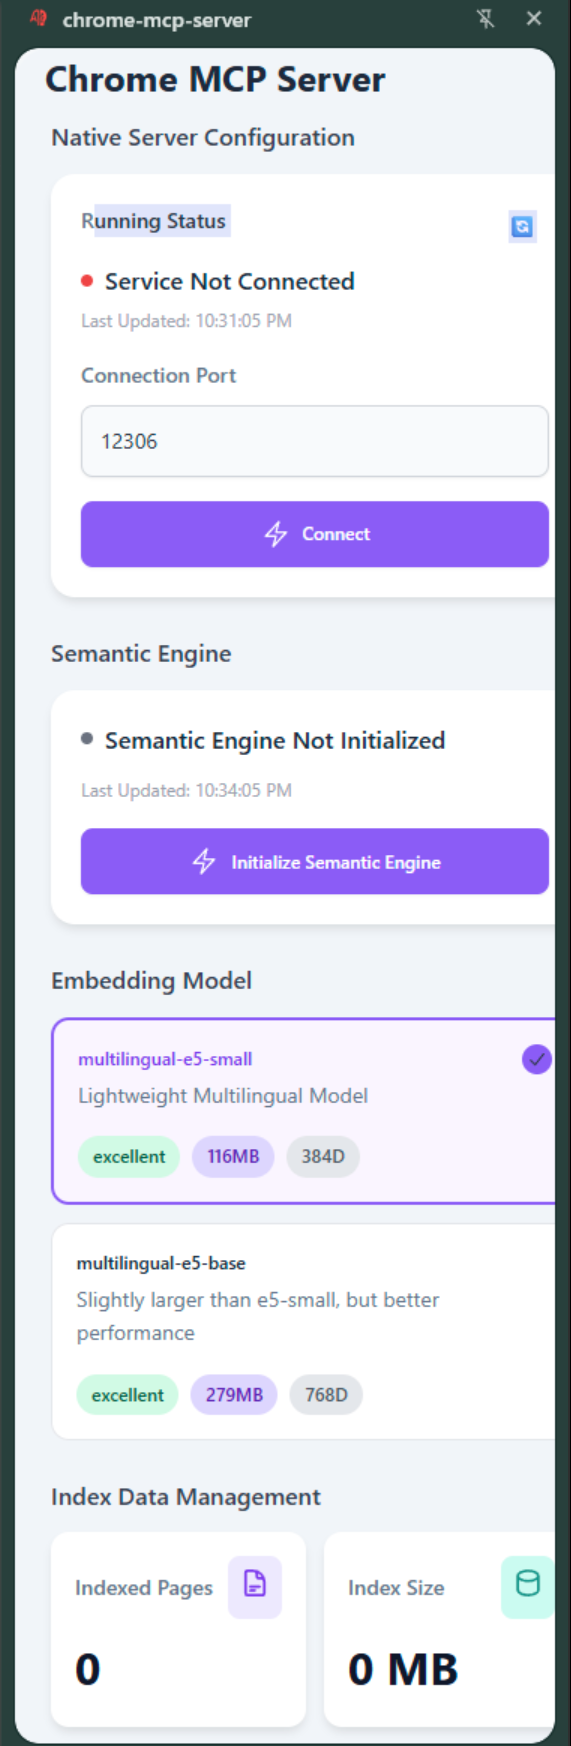 chrome-mcp-server
Chrome MCP Server
Native Server Configuration
Running Status
Service Not Connected
Last Updated: 10:31:05 PM
Connection Port
12306
Connect
Semantic Engine
Semantic Engine Not Initialized
Last Updated: 10:34:05 PM
Initialize Semantic Engine
Embedding Model
multilingual-e5-small
Lightweight Multilingual Model
excellent 116MB 384D
multilingual-e5-base
Slightly larger than e5-small, but better
performance
excellent 279MB 768D
Index Data Management
Indexed Pages
0
Index Size
0 MB